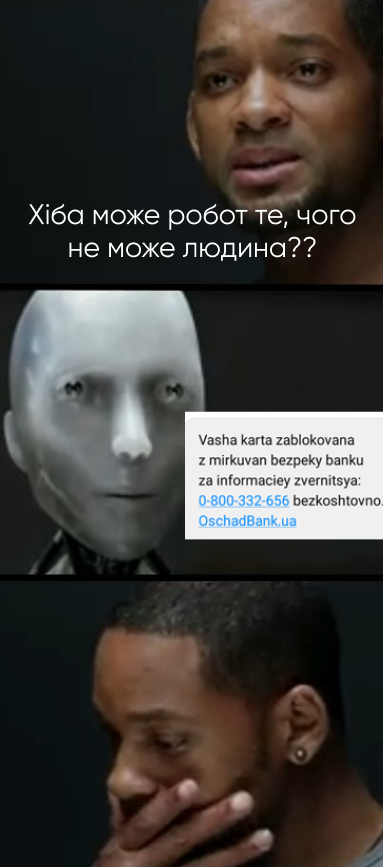 Хіба може робот те, чого
не може людина??
Vasha karta zablokovana
z mirkuvan bezpeky banku
za informaciey zvernitsya:
0-800-332-656 bezkoshtovno.
OschadBank.ua